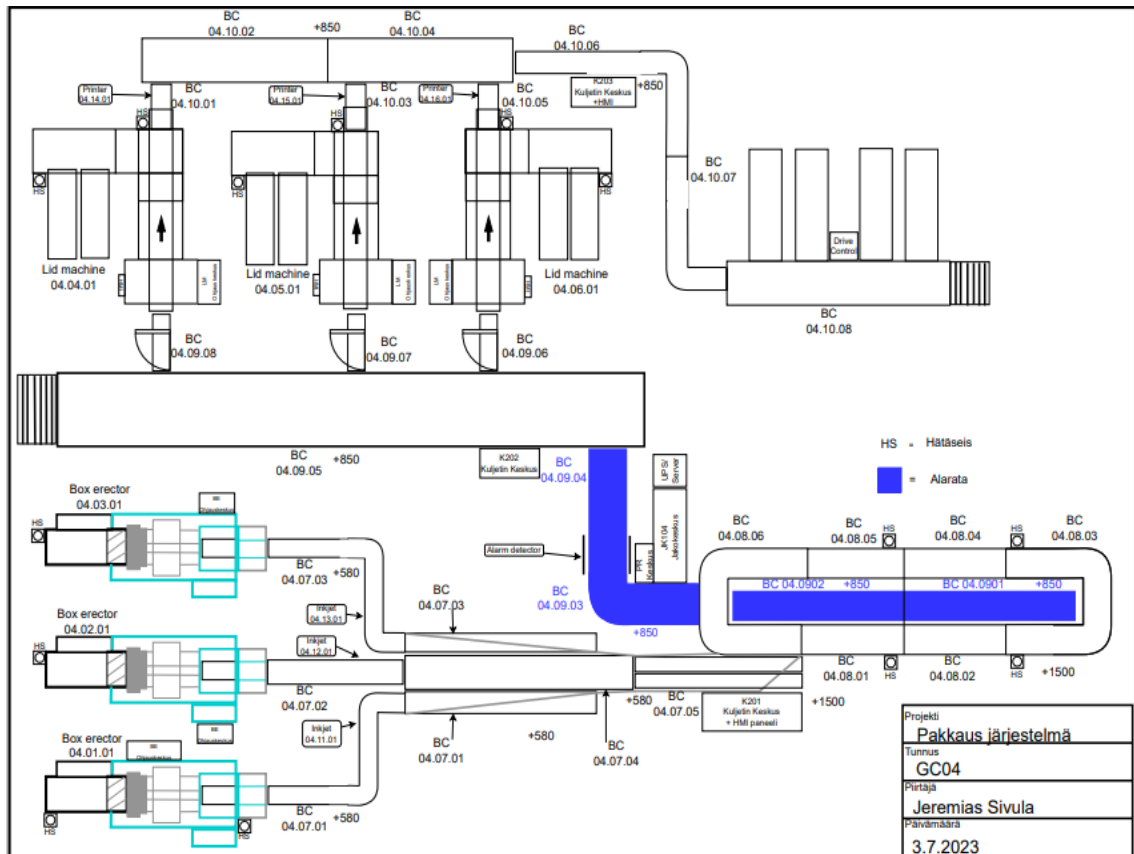 BC
04.10.02
+850
BC
04.10.04
BC
04.10.06
K203
Kuljetin Keskus
+HMI
+850
Printer
04.14.01
BC
04.10.01
Printer
04.15.01
BC
04.10.03
Printer
04.16.01
BC
04.10.05
HS
HS
HS
HS
HS
HS
BC
04.10.07
Drive
Control
BC
04.10.08
Lid machine
04.04.01
LM
Ohjauskeskus
Lid machine
04.05.01
LM
Ohjauskeskus
LM
Ohjauskeskus
Lid machine
04.06.01
BC
04.09.08
BC
04.09.07
BC
04.09.06
BC
04.09.05
+850
K202
Kuljetin Keskus
BC
04.09.04
UPS/
Server
HS = Hätäseis
= Alarata
Box erector
04.03.01
HS
BC
04.07.03
+580
Alarm detector
PR
Keskus
JK104
Jakokeskus
BC
04.09.03
+850
BC
04.08.06
BC
04.08.05
HS
BC
04.08.04
HS
BC
04.08.03
BC 04.0902
+850
BC 04.0901
+850
Box erector
04.02.01
HS
BC
04.07.02
Inkjet
04.13.01
Inkjet
04.12.01
BC
04.07.03
BC
04.08.01
HS
BC
04.08.02
HS
+1500
Inkjet
04.11.01
BC
04.07.01
+580
+580
BC
04.07.05
K201
Kuljetin Keskus
+ HMI paneeli
+1500
BC
04.07.04
Box erector
04.01.01
HS
HS
BC
04.07.01
+580
Projekti
Pakkaus järjestelmä
Tunnus
GC04
Piirtäjä
Jeremias Sivula
Päivämäärä
3.7.2023